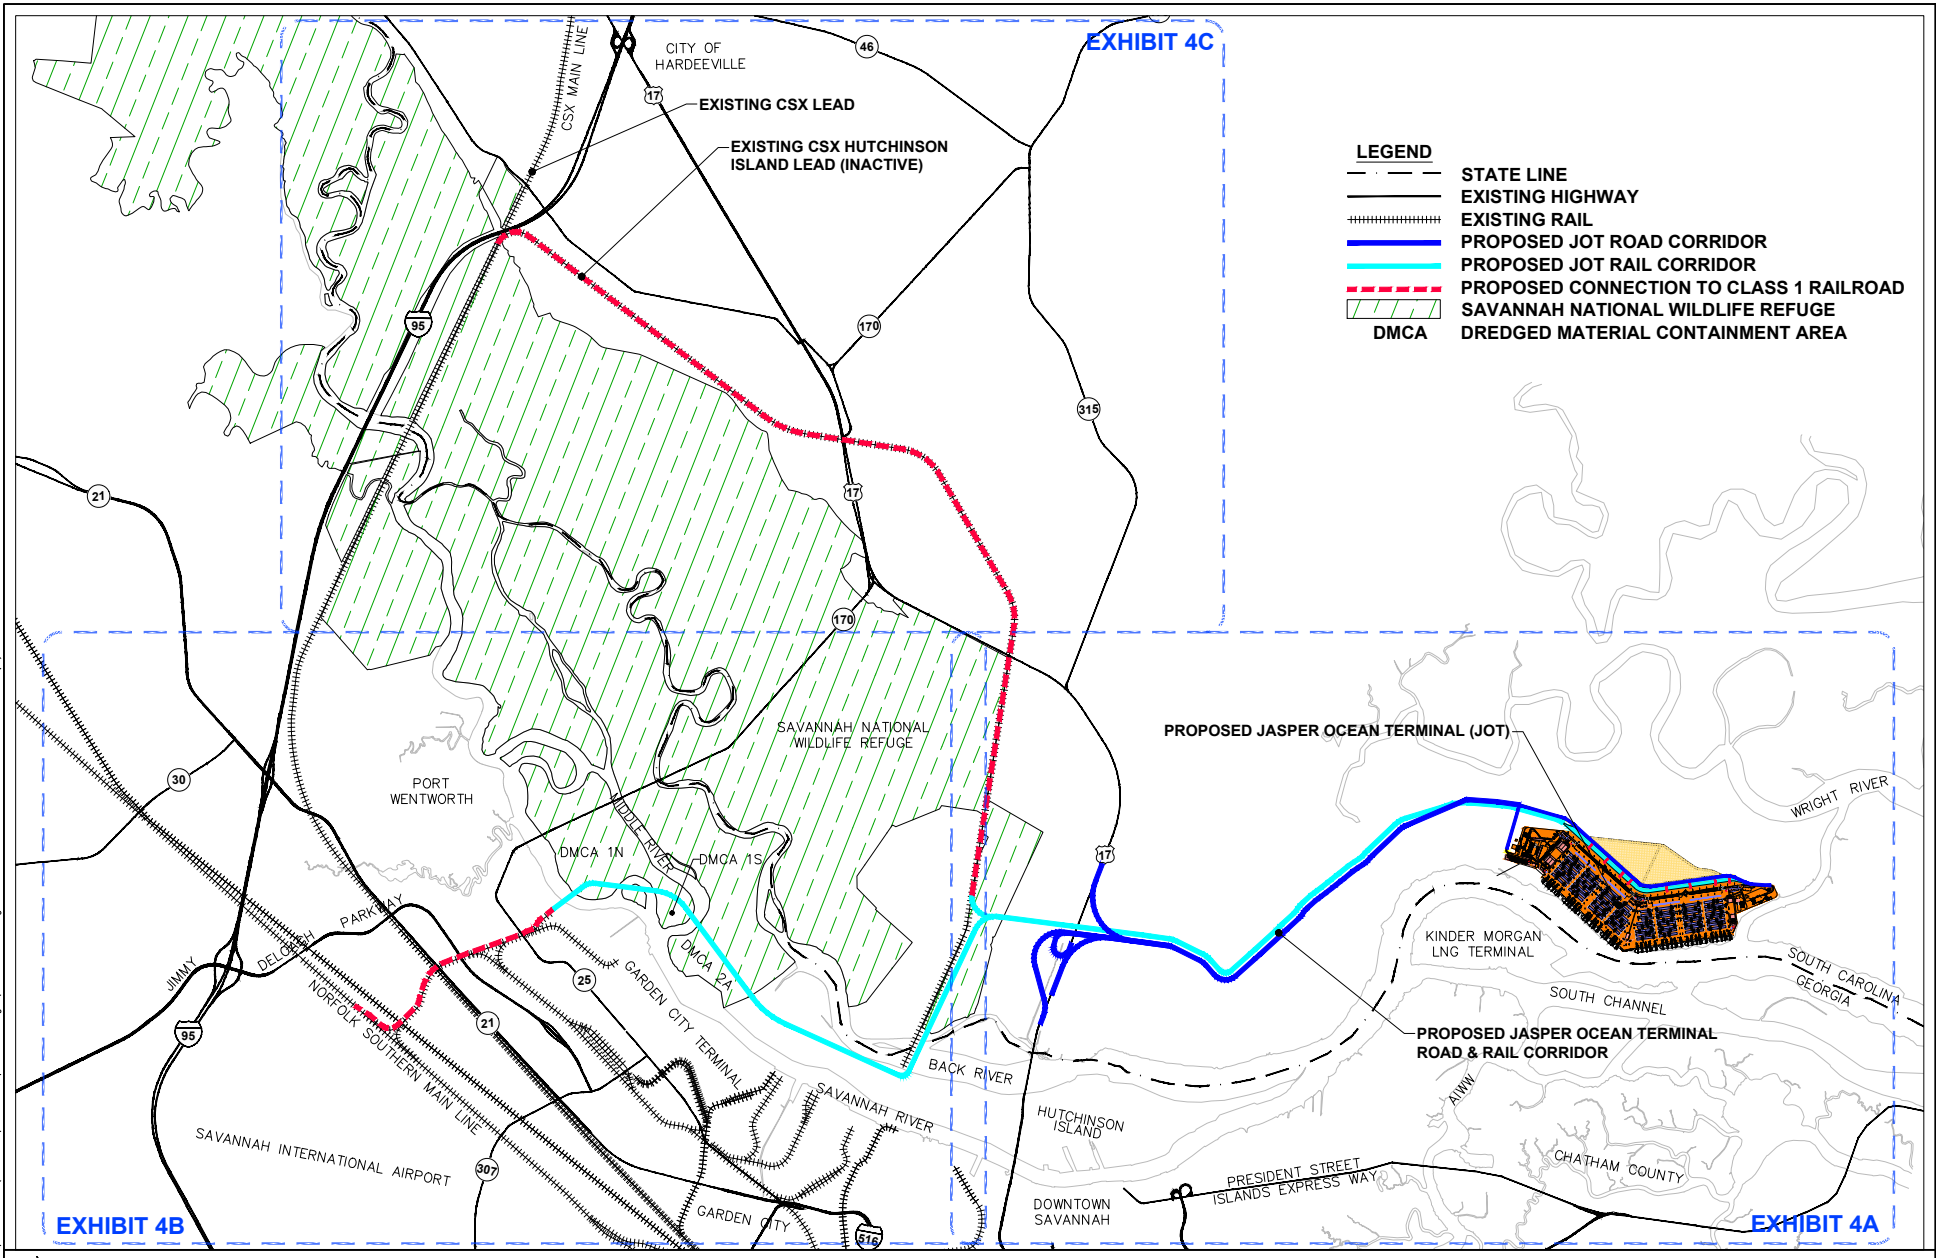 EXHIBIT 4C
CITY OF
HARDEEVILLE
46
CSX MAIN LINE
17
EXISTING CSX LEAD
EXISTING CSX HUTCHINSON
ISLAND LEAD (INACTIVE)
LEGEND
STATE LINE
EXISTING HIGHWAY
EXISTING RAIL
PROPOSED JOT ROAD CORRIDOR
PROPOSED JOT RAIL CORRIDOR
PROPOSED CONNECTION TO CLASS 1 RAILROAD
SAVANNAH NATIONAL WILDLIFE REFUGE
DMCA DREDGED MATERIAL CONTAINMENT AREA
95
170
315
21
17
170
SAVANNAH NATIONAL
WILDLIFE REFUGE
PROPOSED JASPER OCEAN TERMINAL (JOT)
30
PORT
WENTWORTH
WRIGHT RIVER
MIDDLE RIVER
DMCA 1N
DMCA 1S
17
JIMMY
DELOACH
PARKWAY
DMCA 2A
KINDER MORGAN
LNG TERMINAL
SOUTH CAROLINA
GEORGIA
25
GARDEN CITY TERMINAL
NORFOLK SOUTHERN MAIN LINE
SOUTH CHANNEL
21
95
PROPOSED JASPER OCEAN TERMINAL
ROAD & RAIL CORRIDOR
BACK RIVER
SAVANNAH RIVER
AIWW
HUTCHINSON
ISLAND
SAVANNAH INTERNATIONAL AIRPORT
307
CHATHAM COUNTY
PRESIDENT STREET
ISLANDS EXPRESS WAY
DOWNTOWN
SAVANNAH
GARDEN CITY
516
EXHIBIT 4B
EXHIBIT 4A